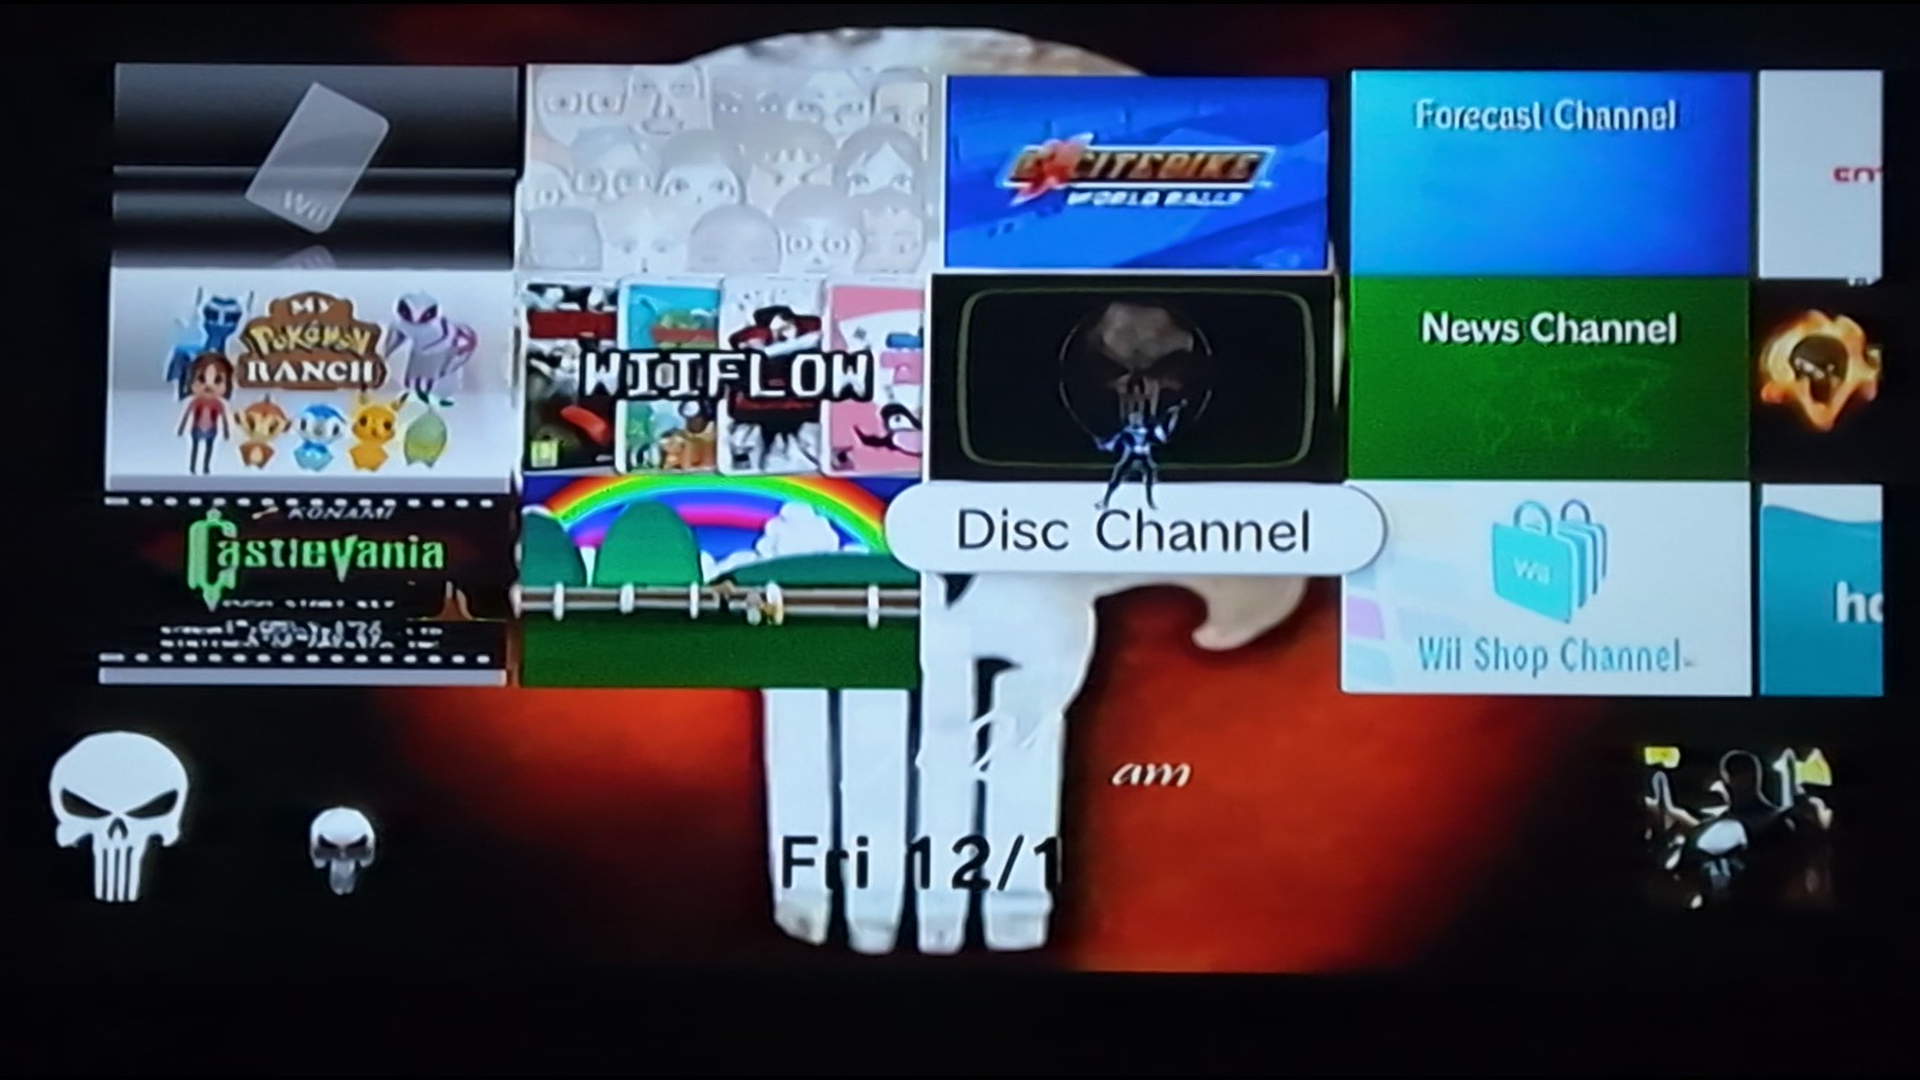 Wii
EXCITEBIKE
WORLD RALLY
Forecast Channel
MY
POKéMON
RANCH
WIIFLOW
News Channel
KONAMI
Castlevania
Disc Channel
Wii
Wii Shop Channel
am
Fri 12/1